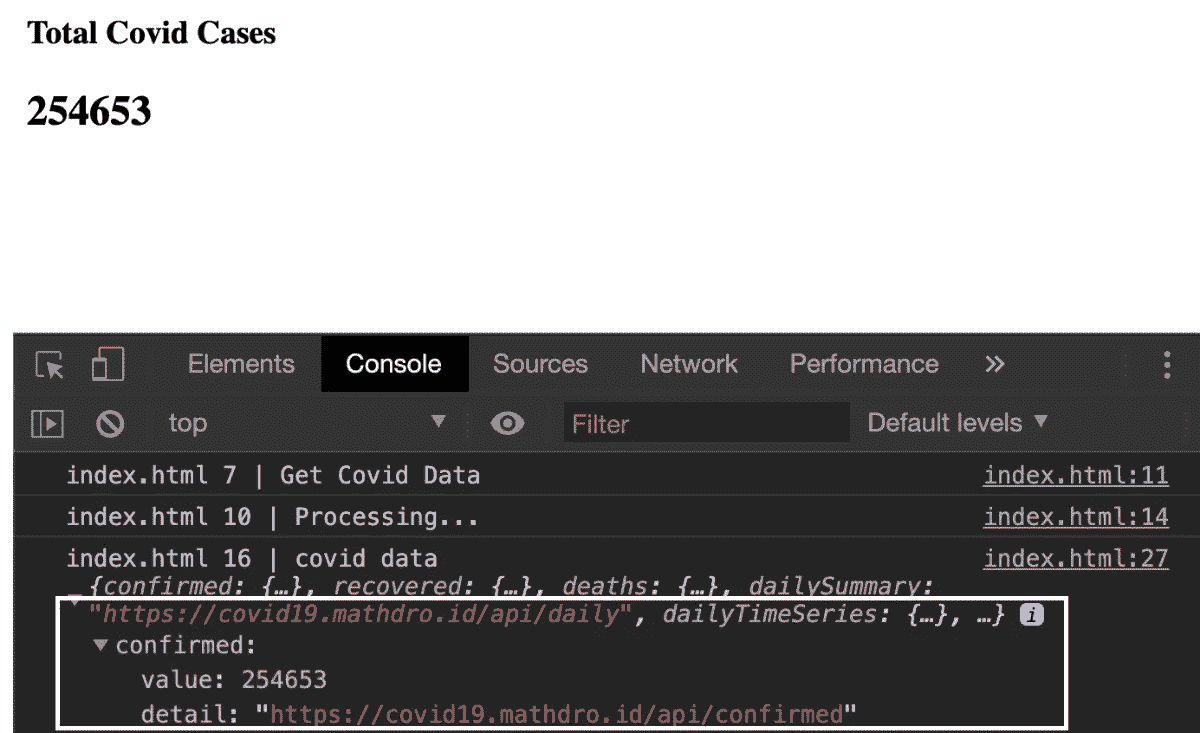 Total Covid Cases
254653
Elements Console Sources Network Performance »
top ▼ Filter Default levels ▼
index.html 7 | Get Covid Data index.html:11
index.html 10 | Processing... index.html:14
index.html 16 | covid data index.html:27
{confirmed: {…}, recovered: {…}, deaths: {…}, dailySummary:
"https://covid19.mathdro.id/api/daily", dailyTimeSeries: {…}, …} i
▼ confirmed:
value: 254653
detail: "https://covid19.mathdro.id/api/confirmed"